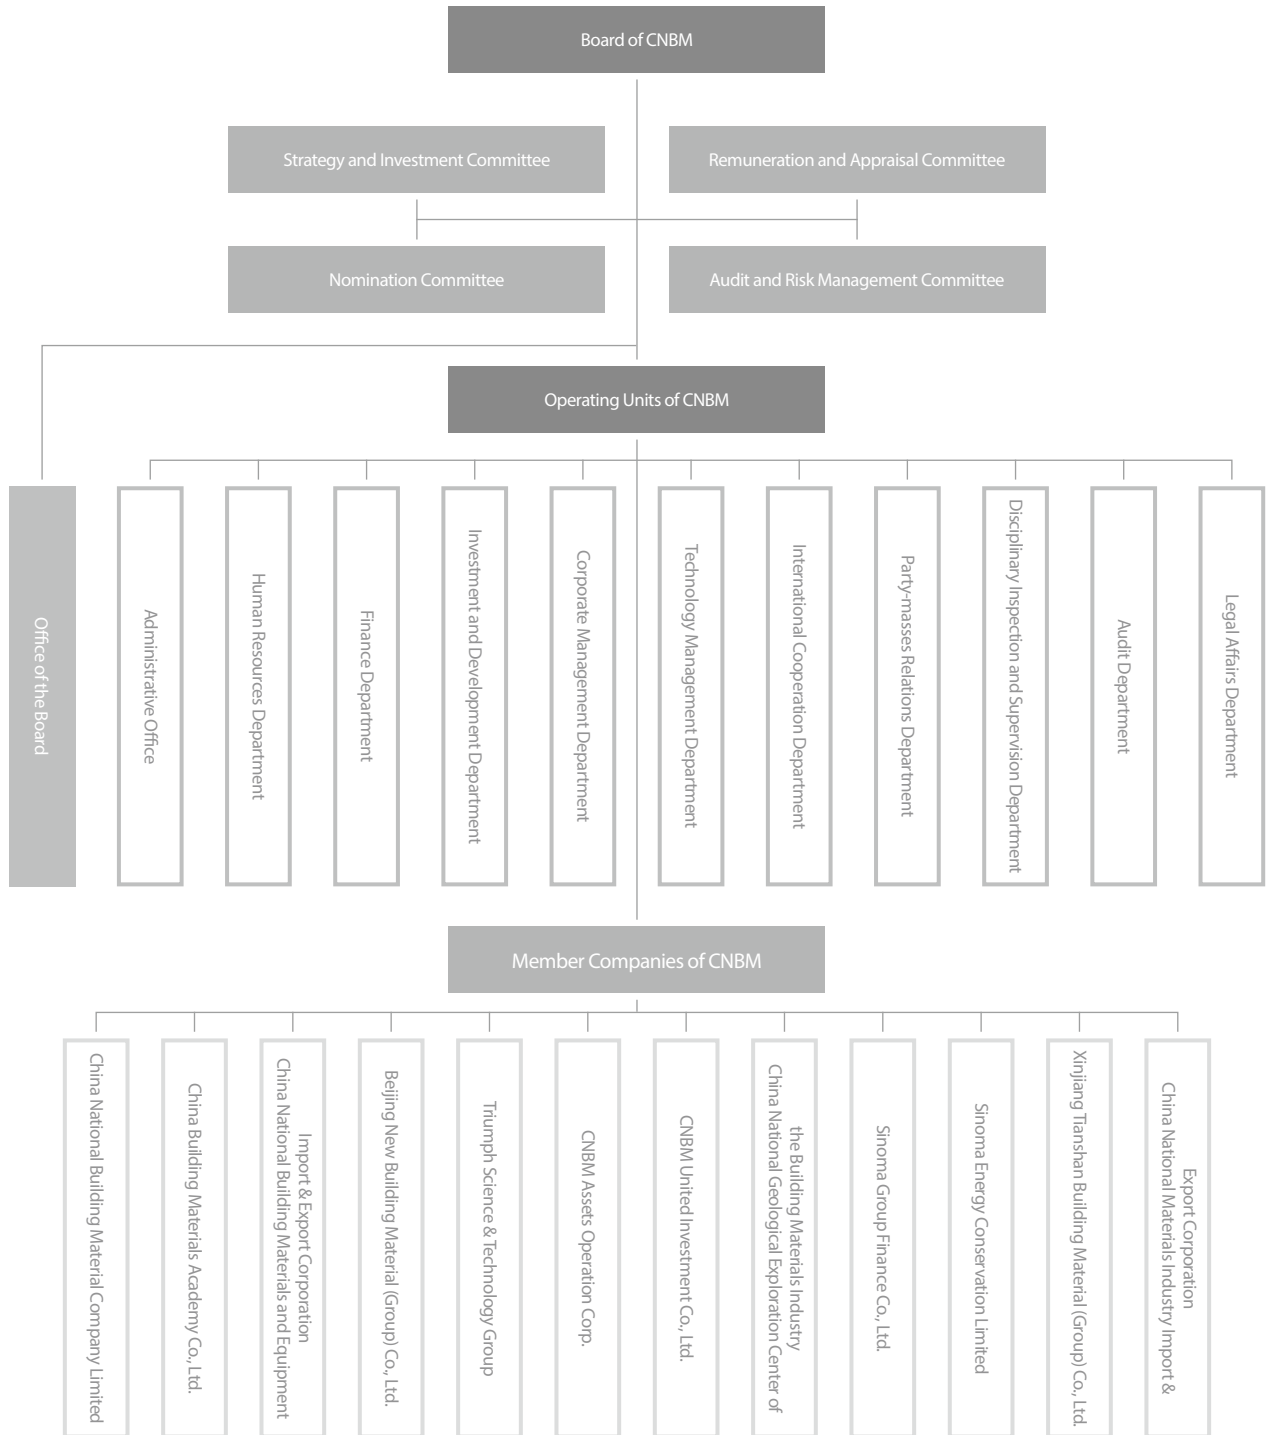 Board of CNBM
Strategy and Investment Committee
Remuneration and Appraisal Committee
Nomination Committee
Audit and Risk Management Committee
Operating Units of CNBM
Office of the Board
Administrative Office
Human Resources Department
Finance Department
Investment and Development Department
Corporate Management Department
Technology Management Department
International Cooperation Department
Party-masses Relations Department
Disciplinary Inspection and Supervision Department
Audit Department
Legal Affairs Department
Member Companies of CNBM
China National Building Material Company Limited
China Building Materials Academy Co., Ltd.
China National Building Materials and Equipment
Import & Export Corporation
Beijing New Building Material (Group) Co., Ltd.
Triumph Science & Technology Group
CNBM Assets Operation Corp.
CNBM United Investment Co., Ltd.
China National Geological Exploration Center of
the Building Materials Industry
Sinoma Group Finance Co., Ltd.
Sinoma Energy Conservation Limited
Xinjiang Tianshan Building Material (Group) Co., Ltd.
China National Materials Industry Import &
Export Corporation